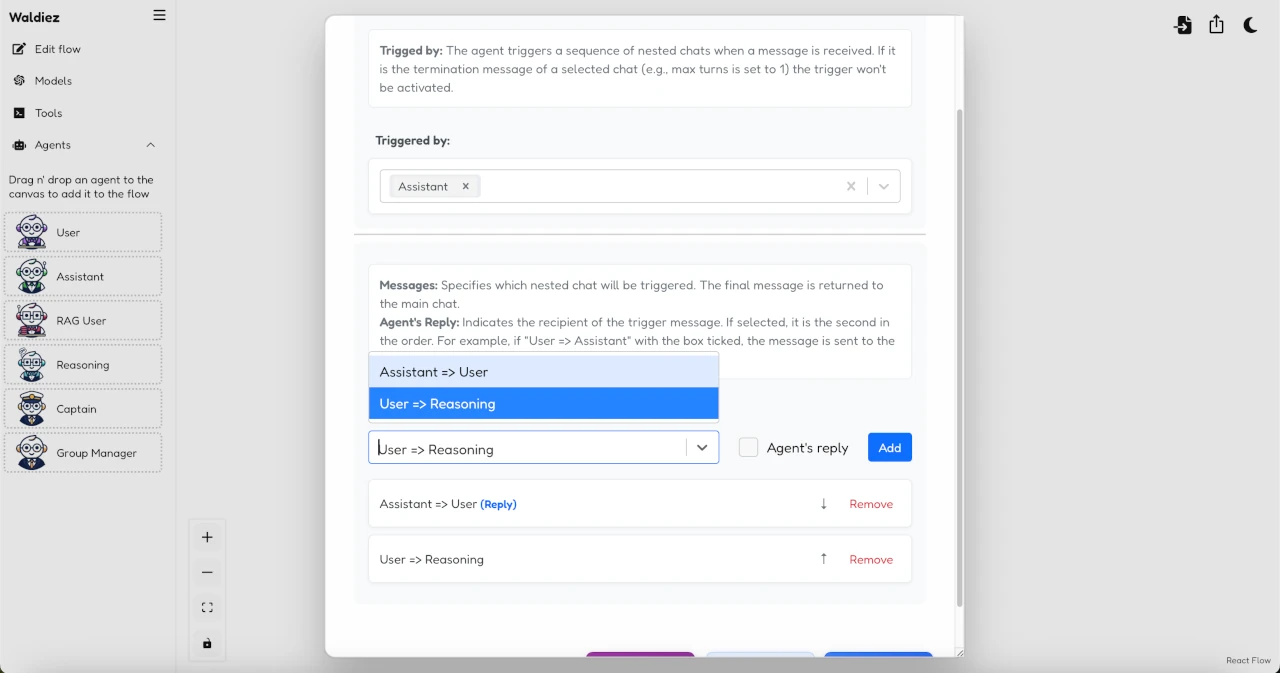 Waldiez
Edit flow
Models
Tools
Agents
Drag n' drop an agent to the
canvas to add it to the flow
User
Assistant
RAG User
Reasoning
Captain
Group Manager
Trigged by: The agent triggers a sequence of nested chats when a message is received. If it
is the termination message of a selected chat (e.g., max turns is set to 1) the trigger won't
be activated.
Triggered by:
Assistant
Messages: Specifies which nested chat will be triggered. The final message is returned to
the main chat.
Agent's Reply: Indicates the recipient of the trigger message. If selected, it is the second in
the order. For example, if "User => Assistant" with the box ticked, the message is sent to the
Assistant => User
User => Reasoning
User => Reasoning
Agent's reply
Add
Assistant => User (Reply)
↓
Remove
User => Reasoning
↑
Remove
React Flow